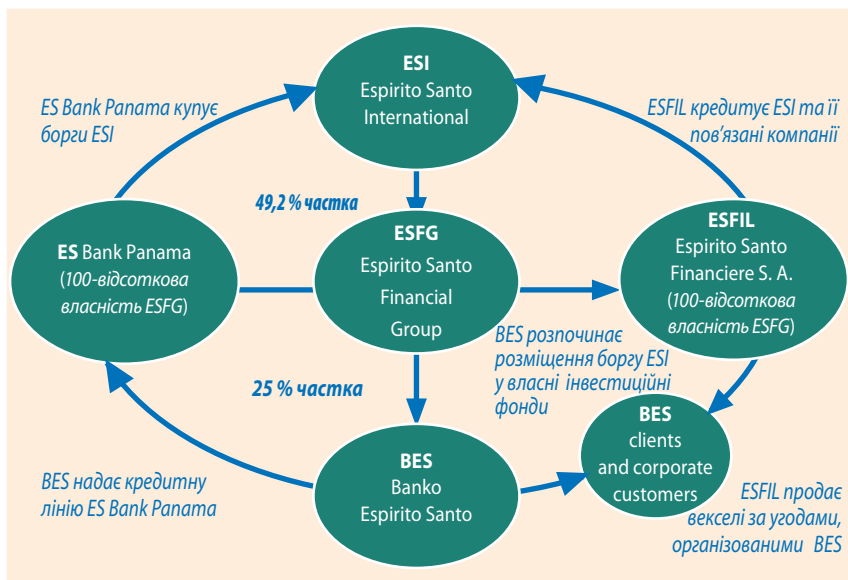 ESI
Espirito Santo
International
ES Bank Panama купує
борги ESI
ESFIL кредитує ESI та її
пов’язані компанії
49,2 % частка
ES Bank Panama
(100-відсоткова
власність ESFG)
ESFG
Espirito Santo
Financial
Group
ESFIL
Espirito Santo
Financiere S. A.
(100-відсоткова
власність ESFG)
BES розпочинає
розміщення боргу ESI
у власні інвестиційні
фонди
25 % частка
BES
clients
and corporate
customers
BES
Banko
Espirito Santo
BES надає кредитну
лінію ES Bank Panama
ESFIL продає
векселі за угодами,
організованими BES